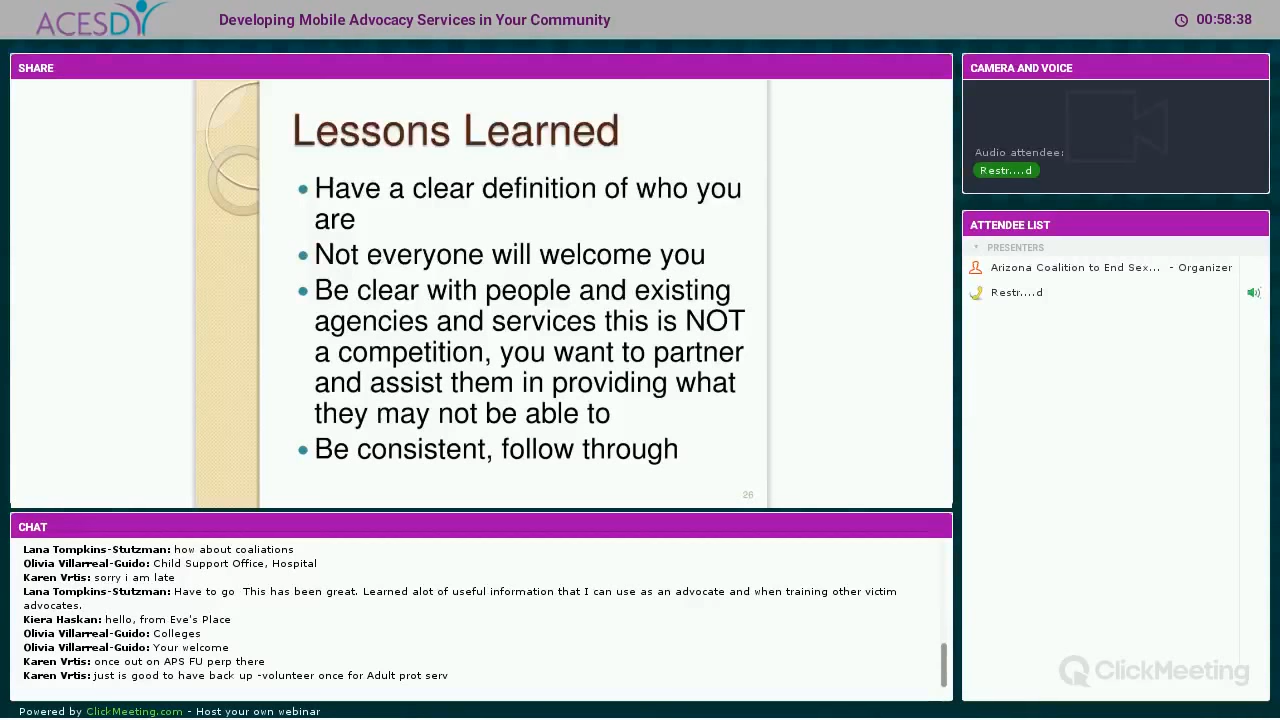 ACESDV
Developing Mobile Advocacy Services in Your Community
00:58:38
SHARE
Lessons Learned
• Have a clear definition of who you
are
• Not everyone will welcome you
• Be clear with people and existing
agencies and services this is NOT
a competition, you want to partner
and assist them in providing what
they may not be able to
• Be consistent, follow through
26
CAMERA AND VOICE
Audio attendee:
Restr....d
ATTENDEE LIST
PRESENTERS
Arizona Coalition to End Sex... - Organizer
Restr....d
CHAT
Lana Tompkins-Stutzman: how about coaliations
Olivia Villarreal-Guido: Child Support Office, Hospital
Karen Vrtis: sorry i am late
Lana Tompkins-Stutzman: Have to go  This has been great. Learned alot of useful information that I can use as an advocate and when training other victim
advocates.
Kiera Haskan: hello, from Eve's Place
Olivia Villarreal-Guido: Colleges
Olivia Villarreal-Guido: Your welcome
Karen Vrtis: once out on APS FU perp there
Karen Vrtis: just is good to have back up -volunteer once for Adult prot serv
ClickMeeting
Powered by ClickMeeting.com - Host your own webinar